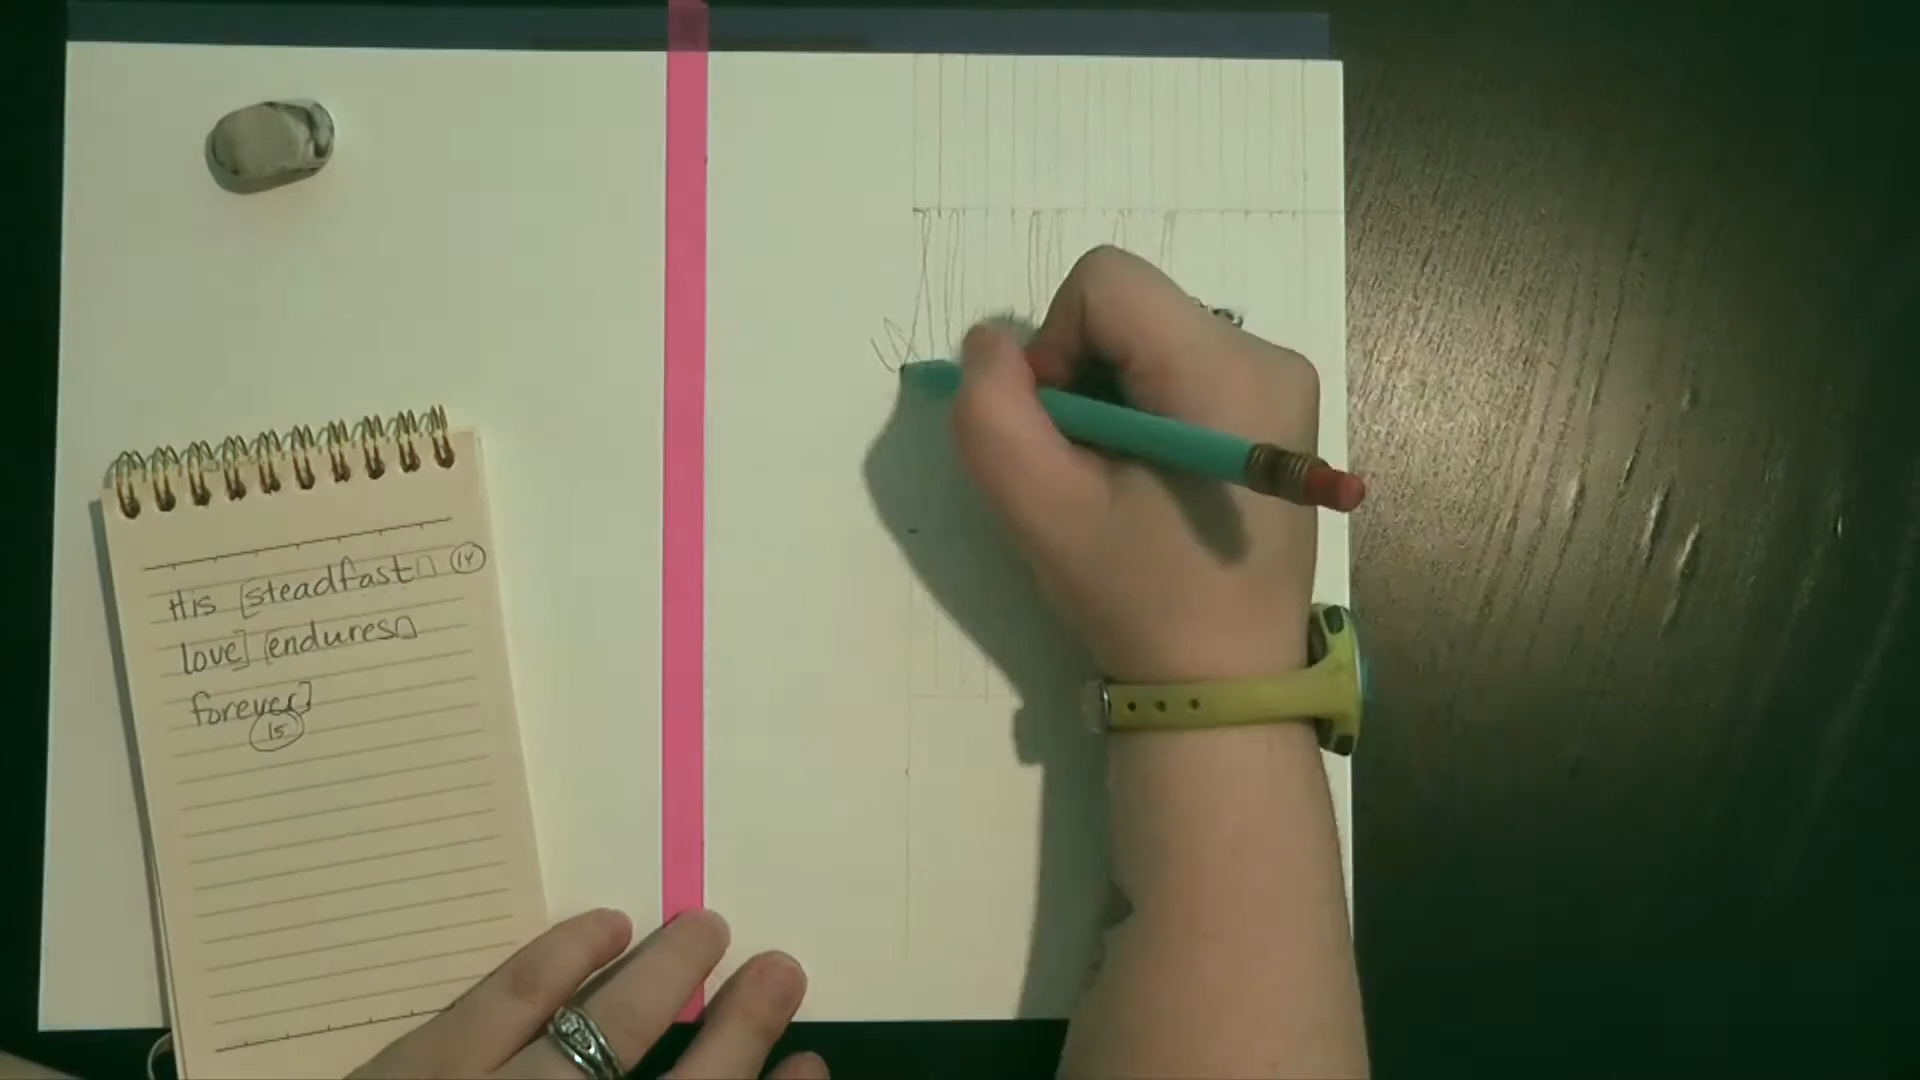 His [steadfast▯ 14
love] [endures▯
forever]
15